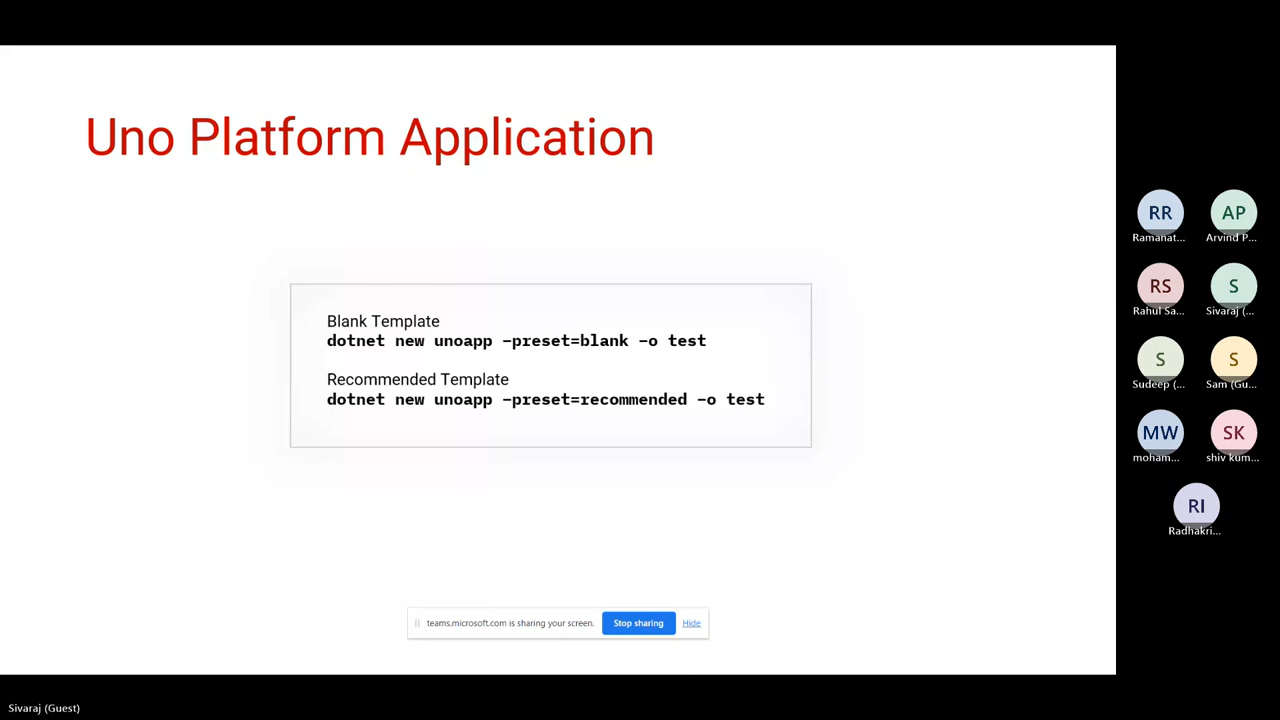 Uno Platform Application
Blank Template
dotnet new unoapp –preset=blank –o test
Recommended Template
dotnet new unoapp –preset=recommended –o test
teams.microsoft.com is sharing your screen. Stop sharing Hide
RR AP
Ramanat... Arvind P...
RS S
Rahul Sa... Sivaraj (...
S S
Sudeep (... Sam (Gu...
MW SK
moham... shiv kum...
RI
Radhakri...
Sivaraj (Guest)